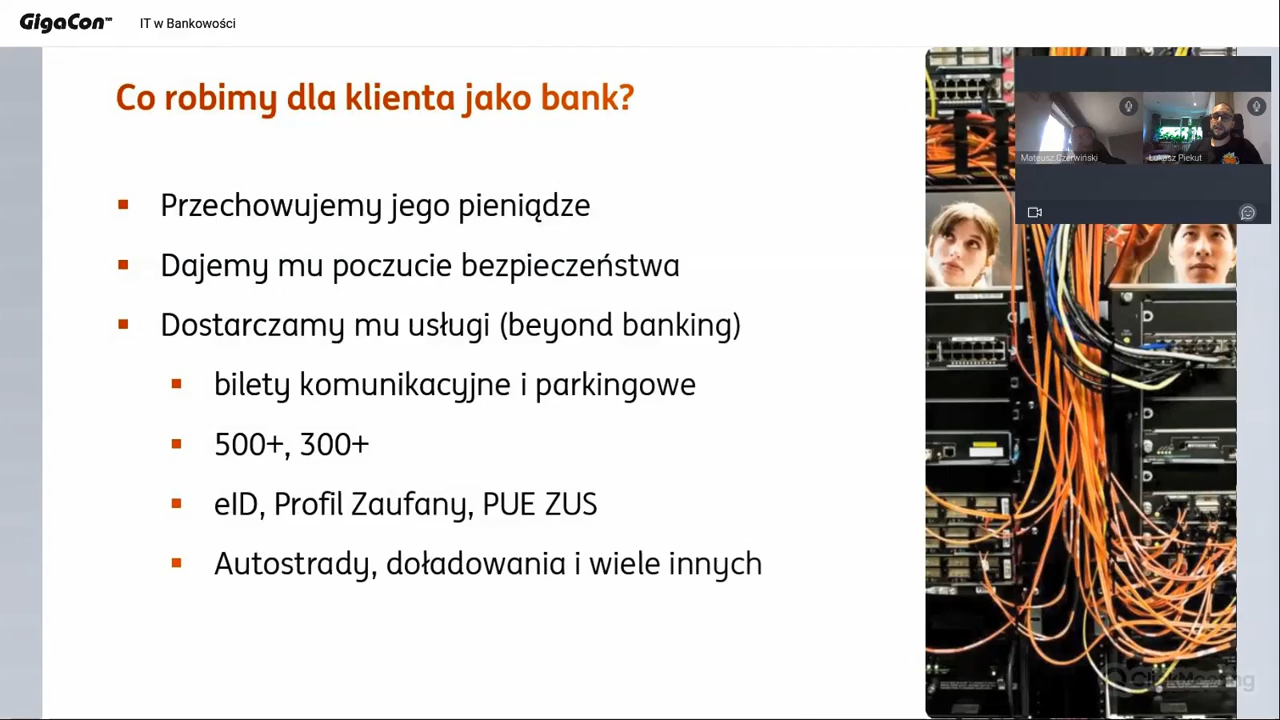 GigaCon™ IT w Bankowości
Co robimy dla klienta jako bank?
Przechowujemy jego pieniądze
Dajemy mu poczucie bezpieczeństwa
Dostarczamy mu usługi (beyond banking)
bilety komunikacyjne i parkingowe
500+, 300+
eID, Profil Zaufany, PUE ZUS
Autostrady, doładowania i wiele innych
Mateusz Czerwiński
Łukasz Piekut
ClickMeeting